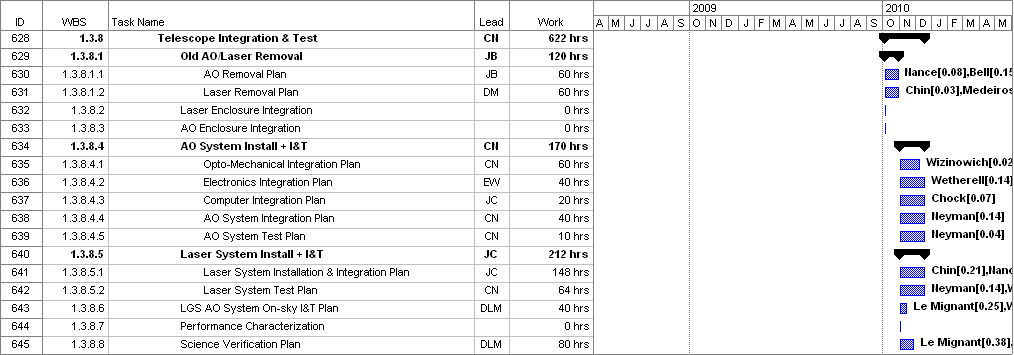 2009 2010
ID WBS Task Name Lead Work A M J J A S O N D J F M A M J J A S O N D J F M A M
628 1.3.8 Telescope Integration & Test CN 622 hrs
629 1.3.8.1 Old AO/Laser Removal JB 120 hrs
630 1.3.8.1.1 AO Removal Plan JB 60 hrs Nance[0.08],Bell[0.15
631 1.3.8.1.2 Laser Removal Plan DM 60 hrs Chin[0.03],Medeiros
632 1.3.8.2 Laser Enclosure Integration 0 hrs
633 1.3.8.3 AO Enclosure Integration 0 hrs
634 1.3.8.4 AO System Install + I&T CN 170 hrs
635 1.3.8.4.1 Opto-Mechanical Integration Plan CN 60 hrs Wizinowich[0.02
636 1.3.8.4.2 Electronics Integration Plan EW 40 hrs Wetherell[0.14]
637 1.3.8.4.3 Computer Integration Plan JC 20 hrs Chock[0.07]
638 1.3.8.4.4 AO System Integration Plan CN 40 hrs Neyman[0.14]
639 1.3.8.4.5 AO System Test Plan CN 10 hrs Neyman[0.04]
640 1.3.8.5 Laser System Install + I&T JC 212 hrs
641 1.3.8.5.1 Laser System Installation & Integration Plan JC 148 hrs Chin[0.21],Nanc
642 1.3.8.5.2 Laser System Test Plan CN 64 hrs Neyman[0.14],W
643 1.3.8.6 LGS AO System On-sky I&T Plan DLM 40 hrs Le Mignant[0.25],W
644 1.3.8.7 Performance Characterization 0 hrs
645 1.3.8.8 Science Verification Plan DLM 80 hrs Le Mignant[0.38],